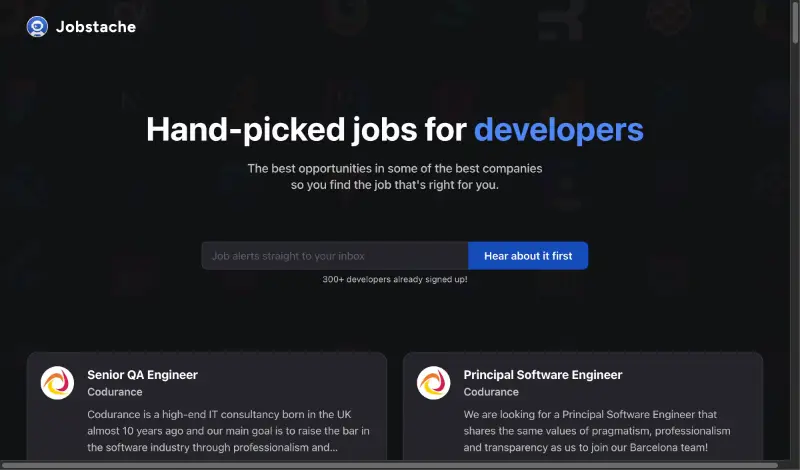 Jobstache
Hand-picked jobs for developers
The best opportunities in some of the best companies
so you find the job that's right for you.
Job alerts straight to your inbox
Hear about it first
300+ developers already signed up!
Senior QA Engineer
Codurance
Codurance is a high-end IT consultancy born in the UK
almost 10 years ago and our main goal is to raise the bar in
the software industry through professionalism and...
Principal Software Engineer
Codurance
We are looking for a Principal Software Engineer that
shares the same values of pragmatism, professionalism
and transparency as us to join our Barcelona team!